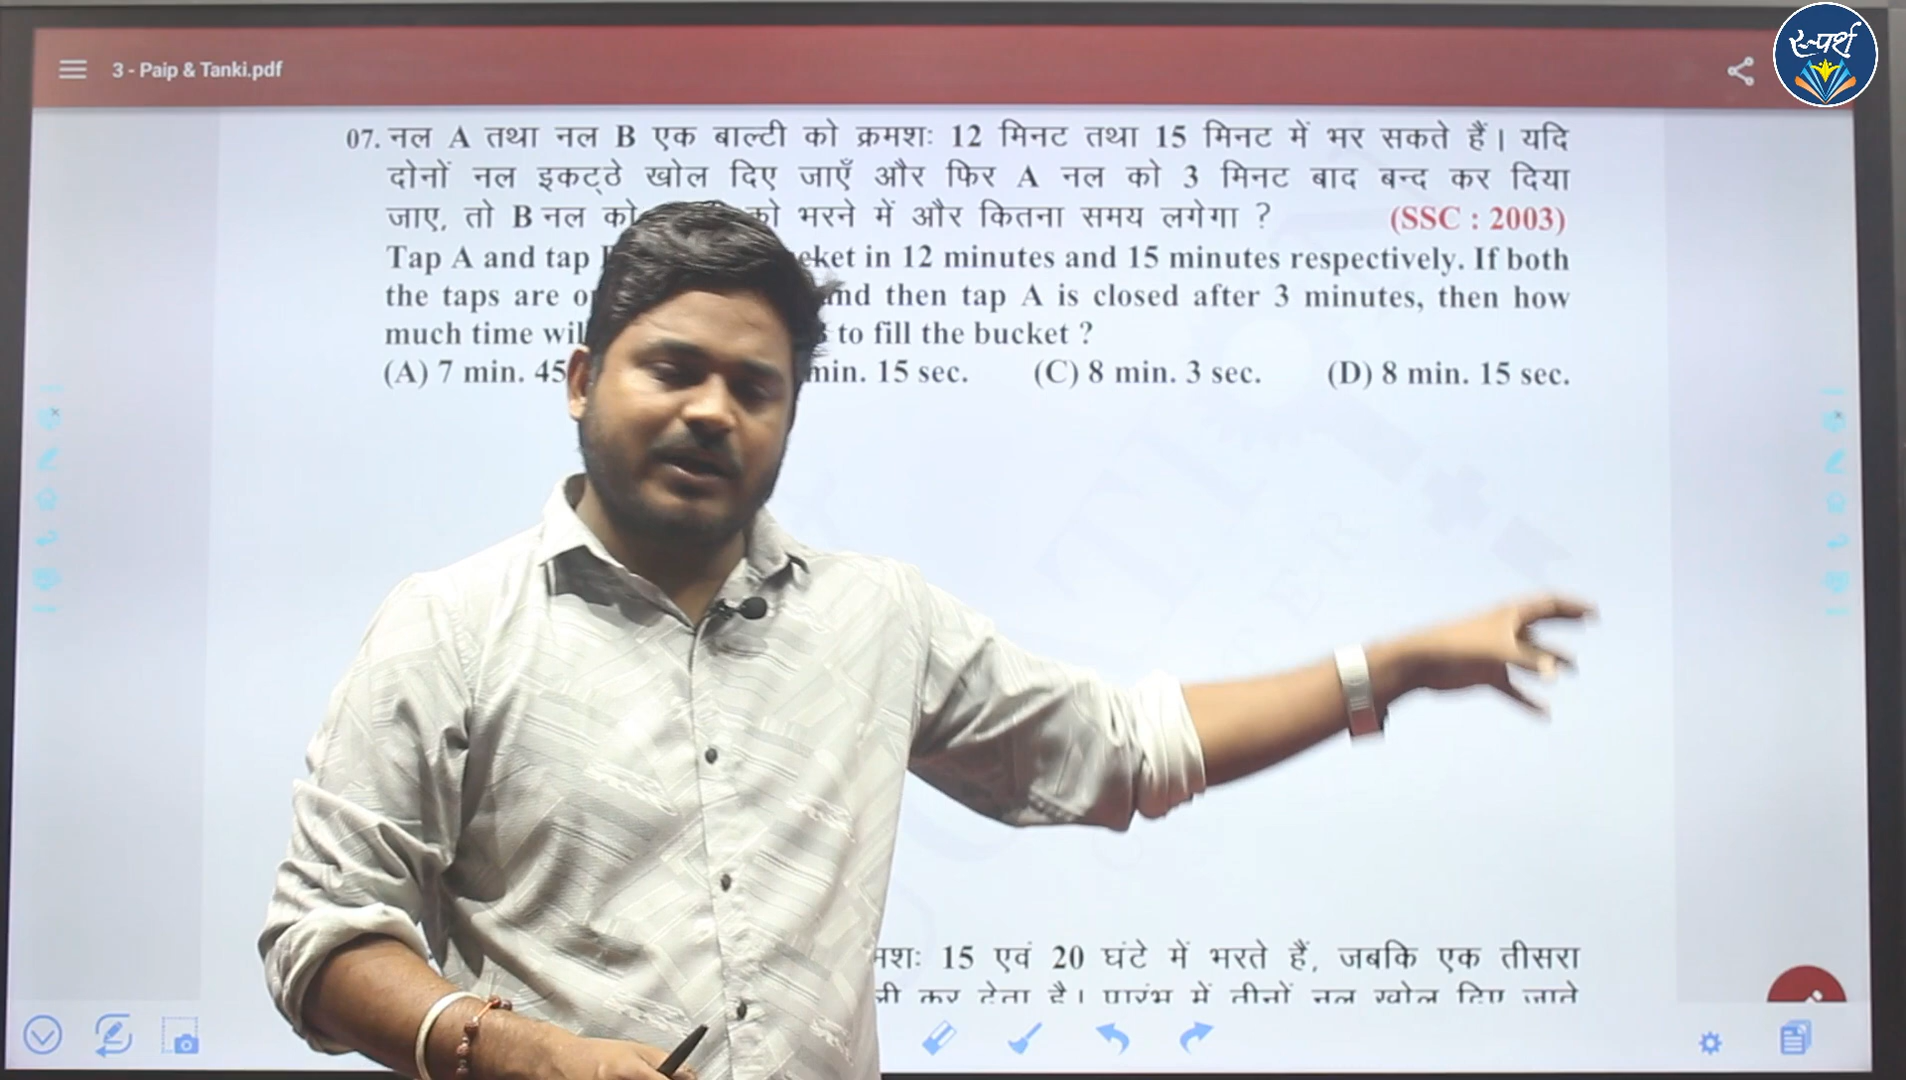 स्पर्श
3 - Paip & Tanki.pdf
07. नल A तथा नल B एक बाल्टी को क्रमशः 12 मिनट तथा 15 मिनट में भर सकते हैं। यदि
दोनों नल इकट्ठे खोल दिए जाएँ और फिर A नल को 3 मिनट बाद बन्द कर दिया
जाए, तो B नल को को भरने में और कितना समय लगेगा ? (SSC : 2003)
Tap A and tap in 12 minutes and 15 minutes respectively. If both
the taps are and then tap A is closed after 3 minutes, then how
much time to fill the bucket ?
(A) 7 min. 45 min. 15 sec. (C) 8 min. 3 sec. (D) 8 min. 15 sec.
15 एवं 20 घंटे में भरते हैं, जबकि एक तीसरा
कर देता है। प्रारंभ में तीनों नल खोल दिए जाते